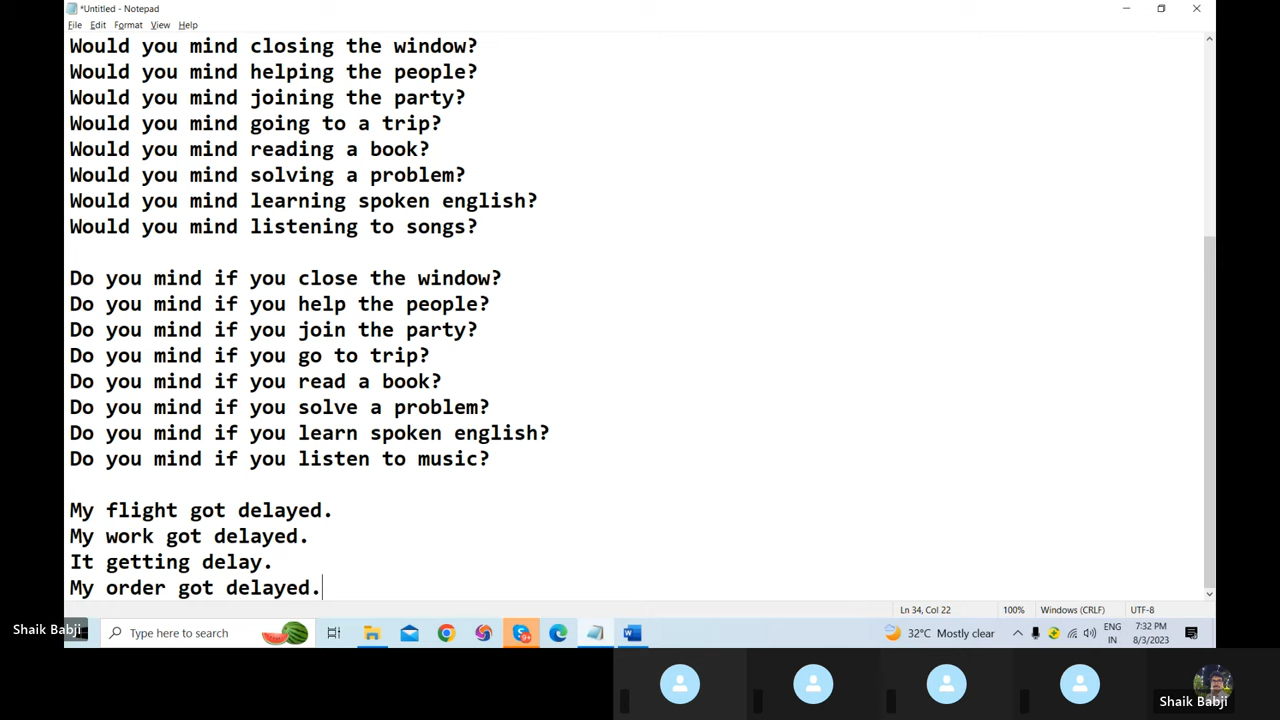 *Untitled - Notepad
File Edit Format View Help
Would you mind closing the window?
Would you mind helping the people?
Would you mind joining the party?
Would you mind going to a trip?
Would you mind reading a book?
Would you mind solving a problem?
Would you mind learning spoken english?
Would you mind listening to songs?
Do you mind if you close the window?
Do you mind if you help the people?
Do you mind if you join the party?
Do you mind if you go to trip?
Do you mind if you read a book?
Do you mind if you solve a problem?
Do you mind if you learn spoken english?
Do you mind if you listen to music?
My flight got delayed.
My work got delayed.
It getting delay.
My order got delayed.
Ln 34, Col 22 100% Windows (CRLF) UTF-8
Shaik Babji
Type here to search
32°C Mostly clear
ENG
IN
7:32 PM
8/3/2023
Shaik Babji